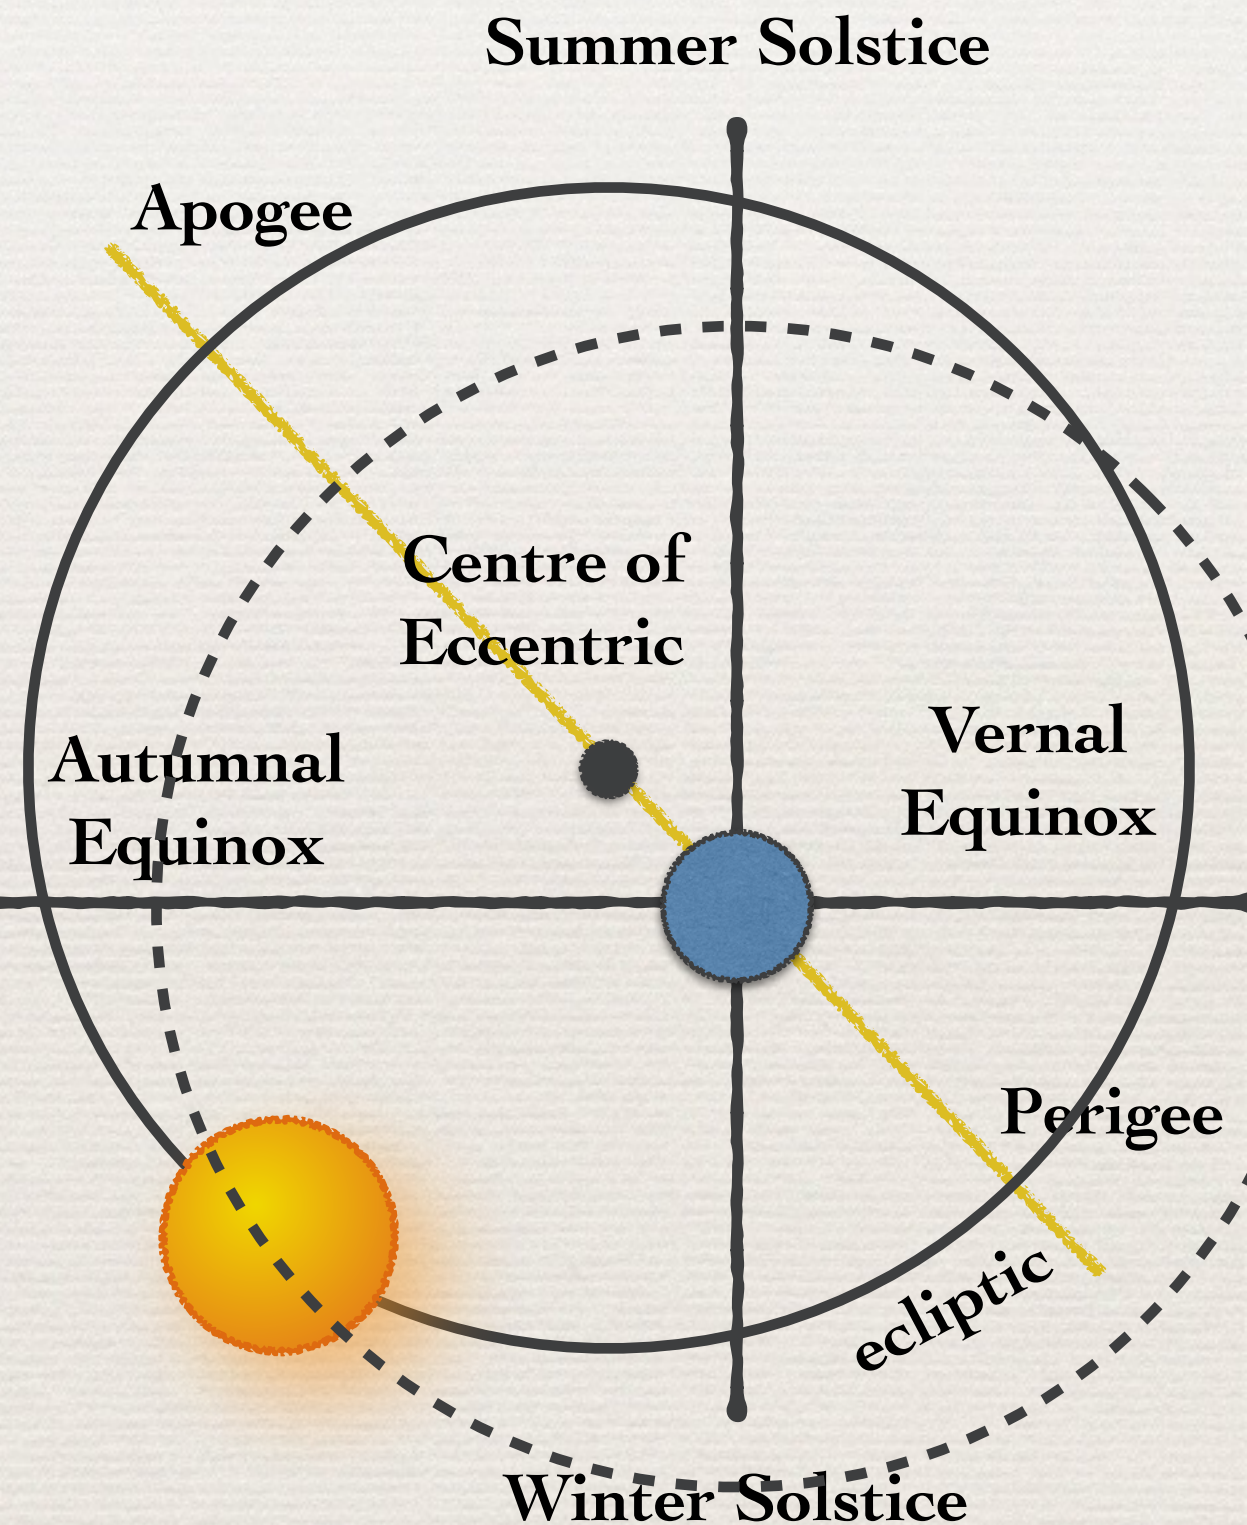 Summer Solstice
Apogee
Centre of
Eccentric
Vernal
Equinox
Autumnal
Equinox
Perigee
ecliptic
Winter Solstice